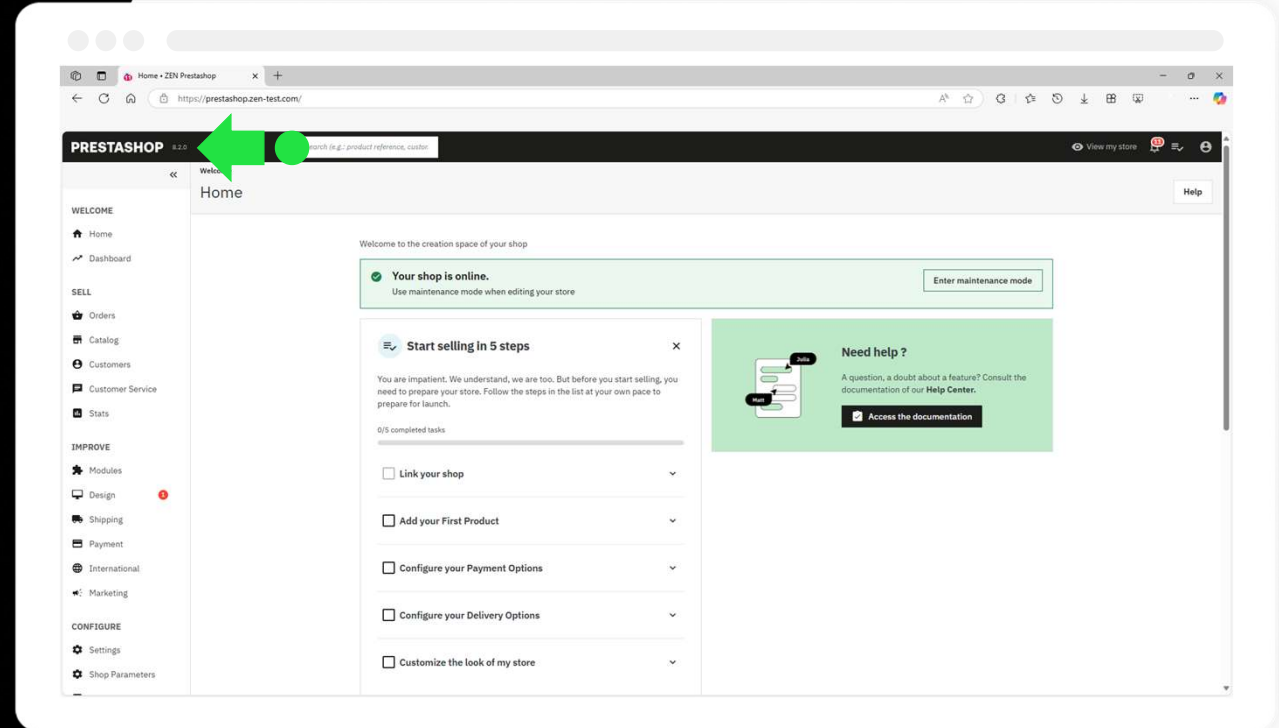 Home • ZEN Prestashop
https://prestashop.zen-test.com/
PRESTASHOP 8.2.0
earch (e.g.: product reference, custon
View my store
Home
Help
WELCOME
Home
Dashboard
SELL
Orders
Catalog
Customers
Customer Service
Stats
IMPROVE
Modules
Design 1
Shipping
Payment
International
Marketing
CONFIGURE
Settings
Shop Parameters
Welcome to the creation space of your shop
Your shop is online.
Use maintenance mode when editing your store
Enter maintenance mode
Start selling in 5 steps
You are impatient. We understand, we are too. But before you start selling, you
need to prepare your store. Follow the steps in the list at your own pace to
prepare for launch.
0/5 completed tasks
Link your shop
Add your First Product
Configure your Payment Options
Configure your Delivery Options
Customize the look of my store
Julia
Matt
Need help ?
A question, a doubt about a feature? Consult the
documentation of our Help Center.
Access the documentation